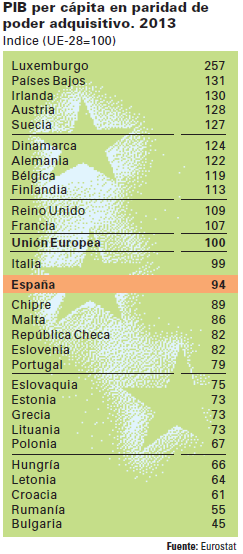 PIB per cápita en paridad de
poder adquisitivo. 2013
Indice (UE-28=100)
Luxemburgo 257
Países Bajos 131
Irlanda 130
Austria 128
Suecia 127
Dinamarca 124
Alemania 122
Bélgica 119
Finlandia 113
Reino Unido 109
Francia 107
Unión Europea 100
Italia 99
España 94
Chipre 89
Malta 86
República Checa 82
Eslovenia 82
Portugal 79
Eslovaquia 75
Estonia 73
Grecia 73
Lituania 73
Polonia 67
Hungría 66
Letonia 64
Croacia 61
Rumanía 55
Bulgaria 45
Fuente: Eurostat